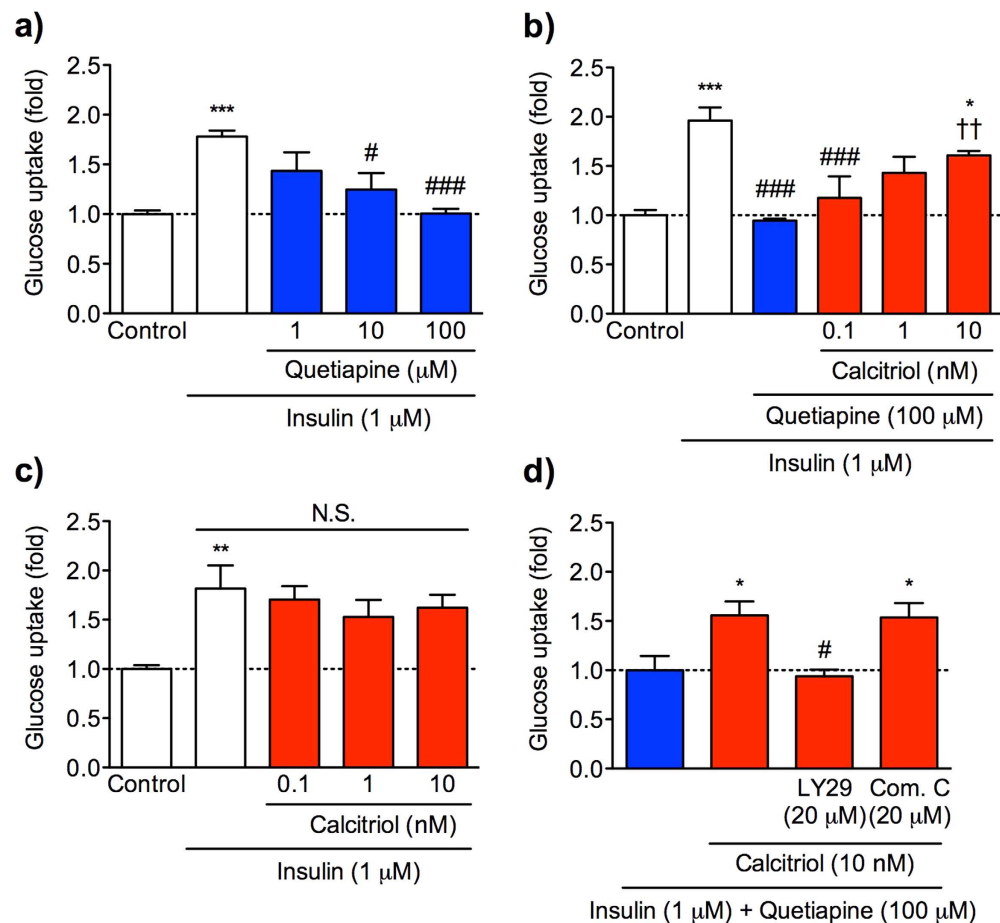 a)
Glucose uptake (fold)
2.5
2.0
1.5
1.0
0.5
0.0
***
#
###
Control
1 10 100
Quetiapine (μM)
Insulin (1 μM)
b)
Glucose uptake (fold)
2.5
2.0
1.5
1.0
0.5
0.0
***
###
###
*
††
Control
0.1 1 10
Calcitriol (nM)
Quetiapine (100 μM)
Insulin (1 μM)
c)
Glucose uptake (fold)
2.5
2.0
1.5
1.0
0.5
0.0
N.S.
**
Control
0.1 1 10
Calcitriol (nM)
Insulin (1 μM)
d)
Glucose uptake (fold)
2.5
2.0
1.5
1.0
0.5
0.0
*
#
*
LY29 Com. C
(20 μM) (20 μM)
Calcitriol (10 nM)
Insulin (1 μM) + Quetiapine (100 μM)